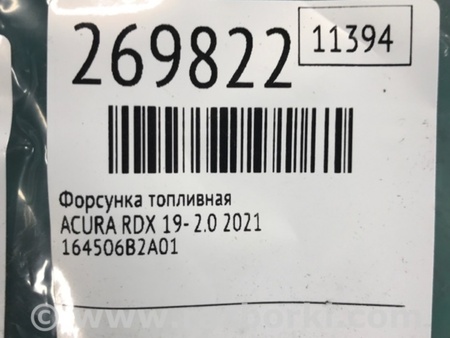 269822
11394
Форсунка топливная
ACURA RDX 19- 2.0 2021
164506B2A01